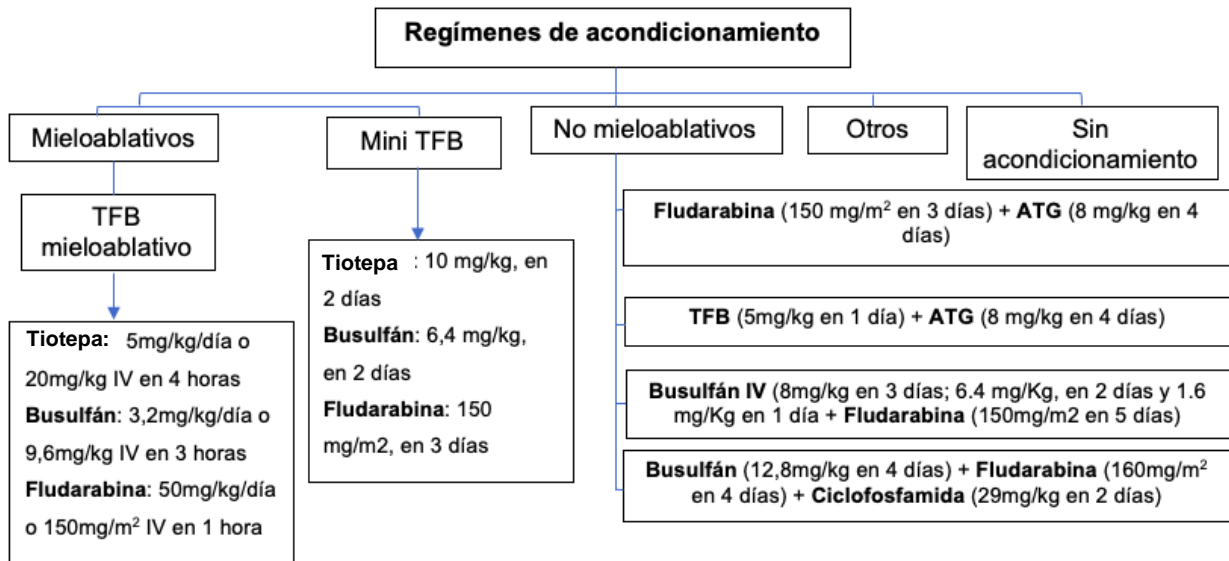 Regímenes de acondicionamiento
Mieloablativos
Mini TFB
No mieloablativos
Otros
Sin
acondicionamiento
TFB
mieloablativo
Tiotepa: 5mg/kg/día o
20mg/kg IV en 4 horas
Busulfán: 3,2mg/kg/día o
9,6mg/kg IV en 3 horas
Fludarabina: 50mg/kg/día
o 150mg/m² IV en 1 hora
Tiotepa : 10 mg/kg, en
2 días
Busulfán: 6,4 mg/kg,
en 2 días
Fludarabina: 150
mg/m2, en 3 días
Fludarabina (150 mg/m² en 3 días) + ATG (8 mg/kg en 4
días)
TFB (5mg/kg en 1 día) + ATG (8 mg/kg en 4 días)
Busulfán IV (8mg/kg en 3 días; 6.4 mg/Kg, en 2 días y 1.6
mg/Kg en 1 día + Fludarabina (150mg/m2 en 5 días)
Busulfán (12,8mg/kg en 4 días) + Fludarabina (160mg/m²
en 4 días) + Ciclofosfamida (29mg/kg en 2 días)